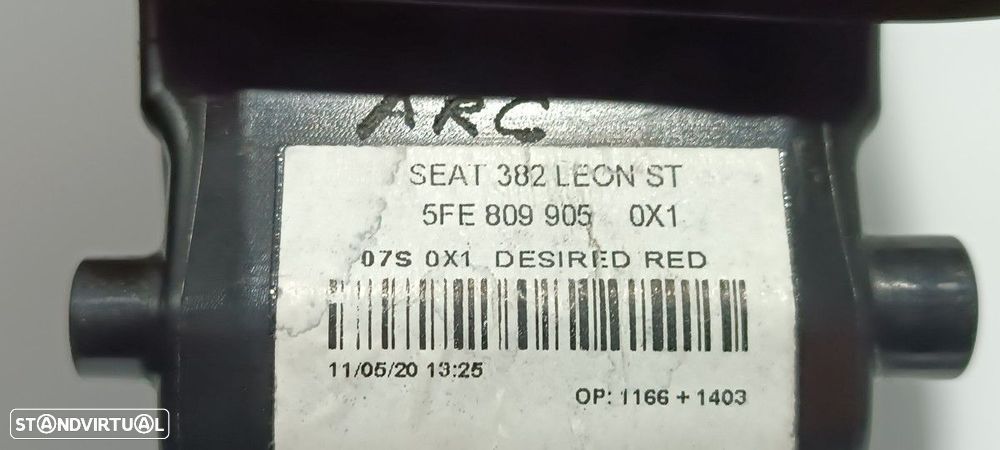 ARC
SEAT 382 LEON ST
5FE 809 905 0X1
07S 0X1 DESIRED RED
11/05/20 13:25
OP: 1166 + 1403
STANDVIRTUAL